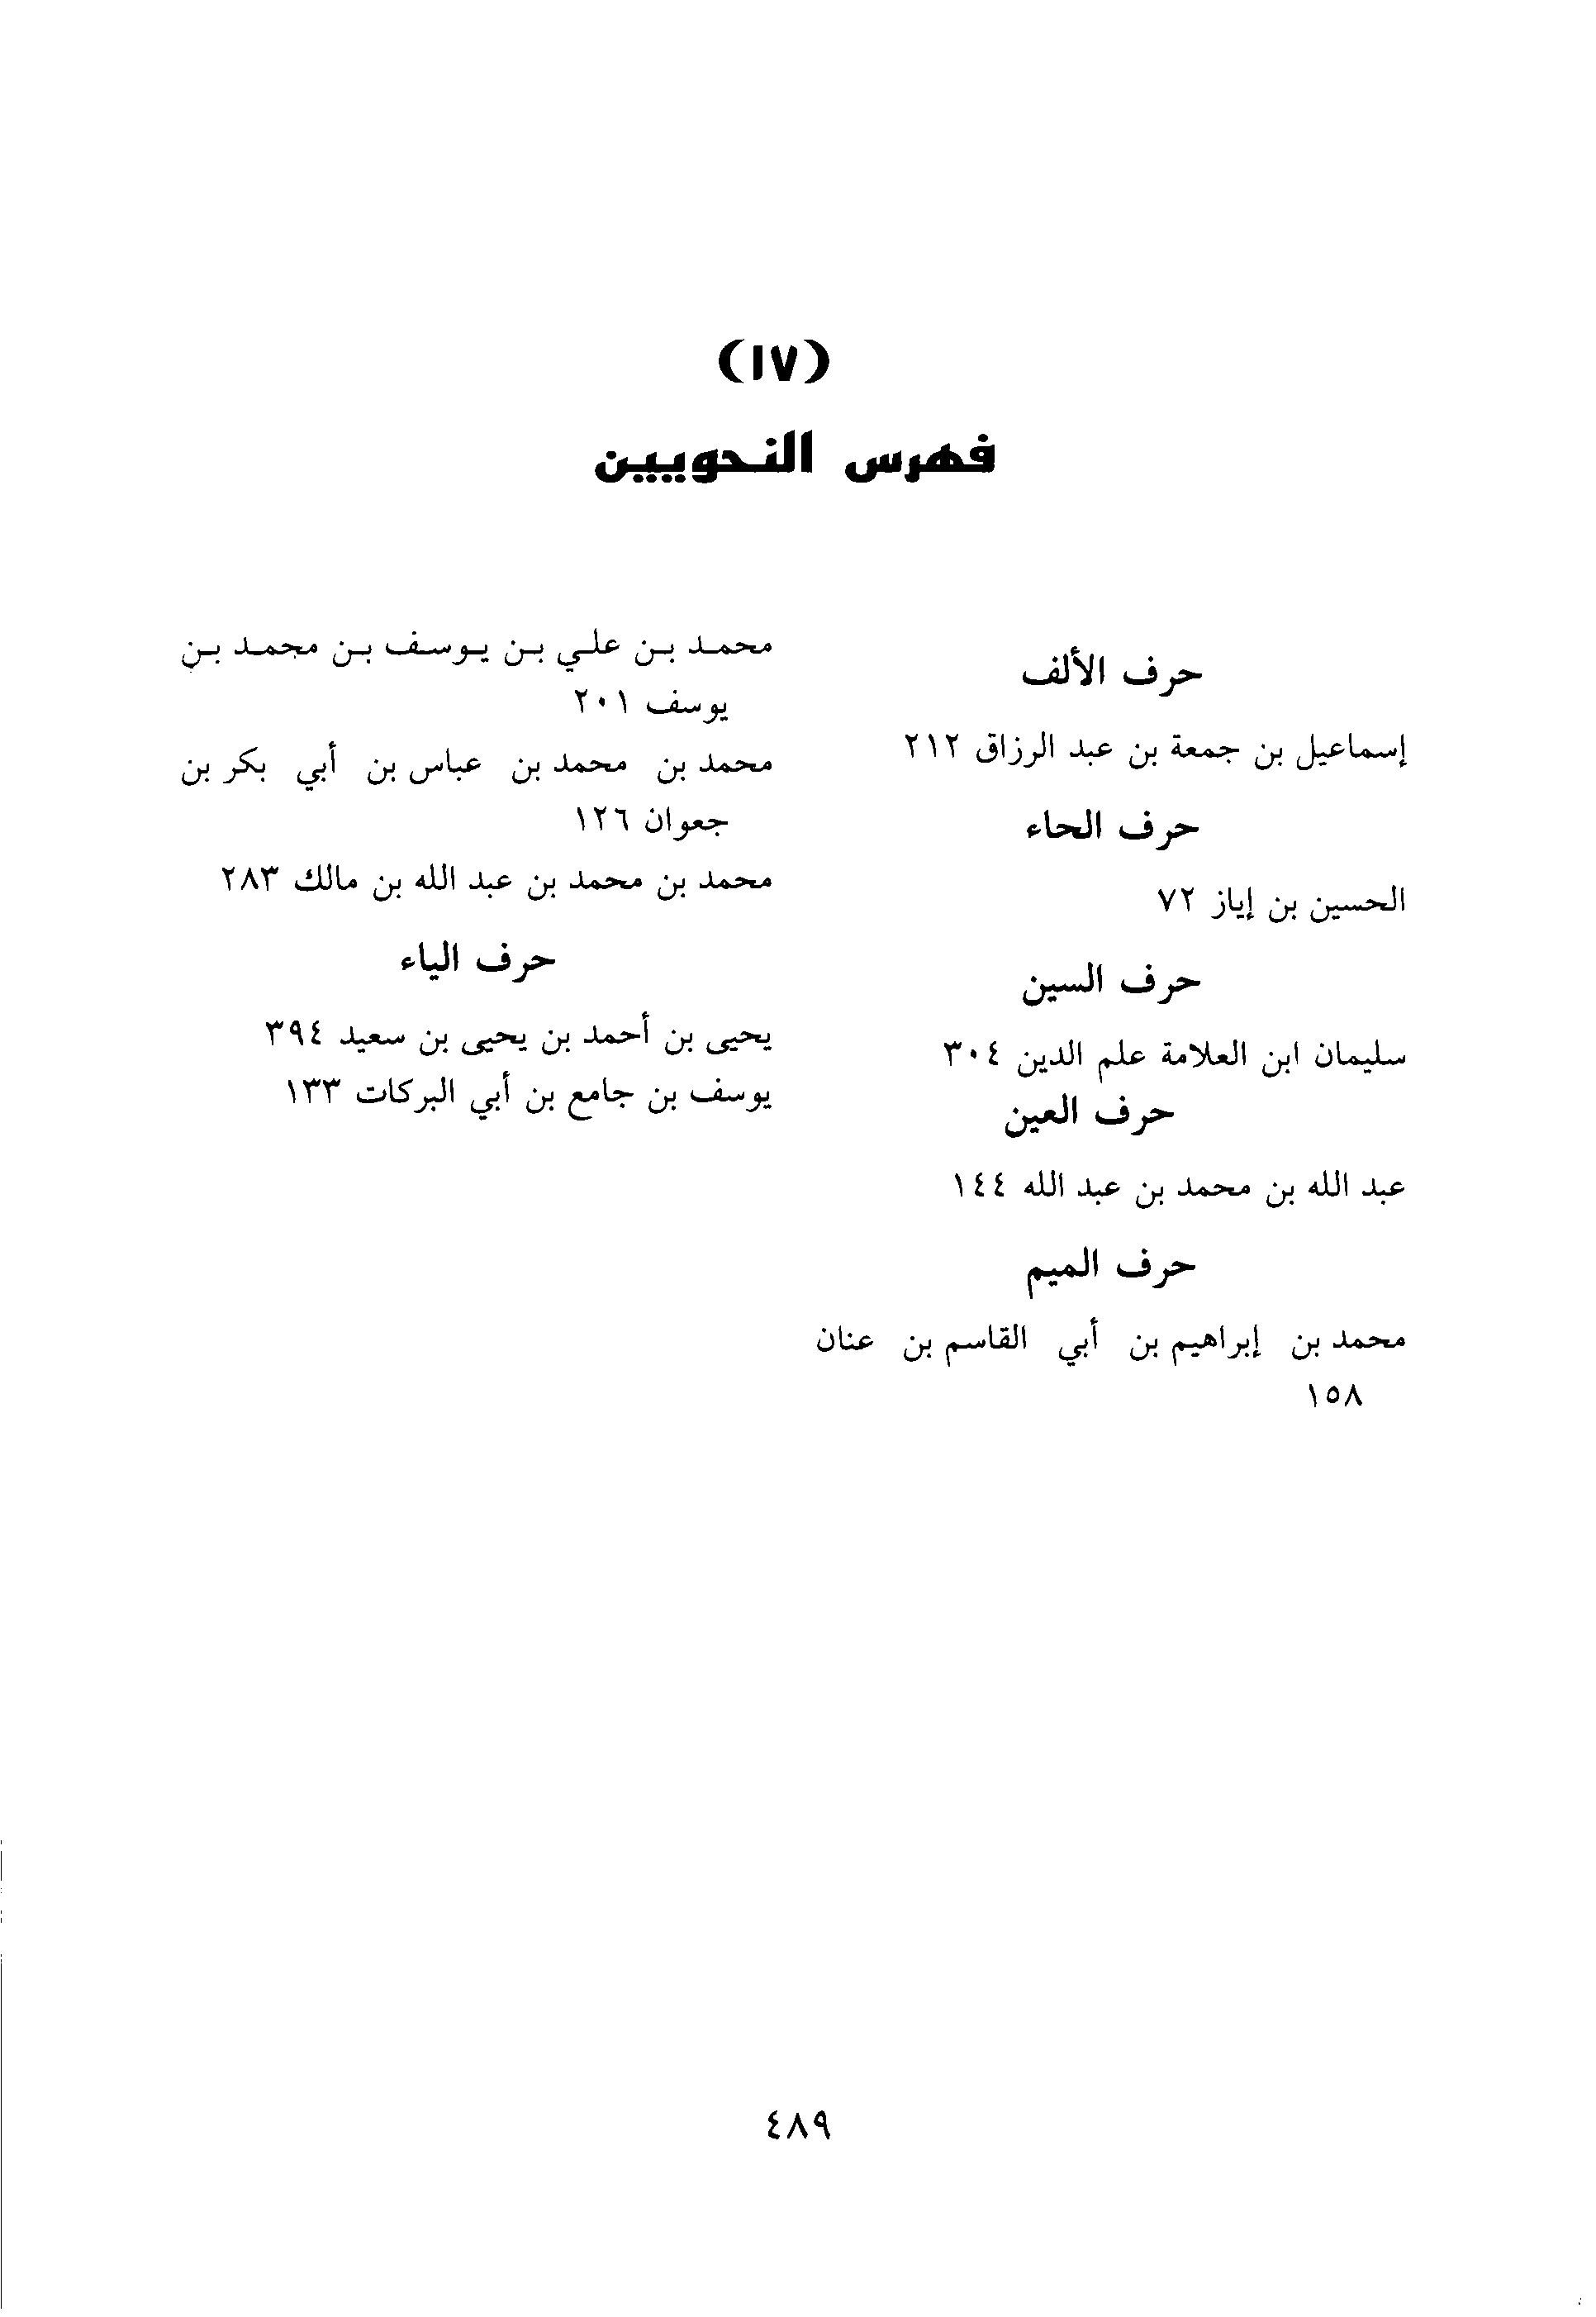 (١٧)
فهرس النحويين
حرف الألف
إسماعيل بن جمعة بن عبد الرزاق ٢١٢
حرف الحاء
الحسين بن إياز ٧٢
حرف السين
سليمان ابن العلامة علم الدين ٣٠٤
حرف العين
عبد الله بن محمد بن عبد الله ١٤٤
حرف الميم
محمد بن إبراهيم بن أبي القاسم بن عنان
١٥٨
محمد بن علي بن يوسف بن محمد بن
يوسف ٢٠١
محمد بن محمد بن عباس بن أبي بكر بن
جعوان ١٢٦
محمد بن محمد بن عبد الله بن مالك ٢٨٣
حرف الياء
يحيى بن أحمد بن يحيى بن سعيد ٣٩٤
يوسف بن جامع بن أبي البركات ١٣٣
٤٨٩